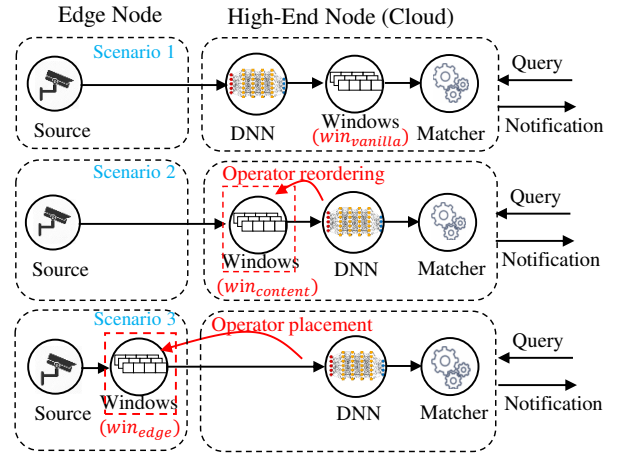 Edge Node
High-End Node (Cloud)
Scenario 1
Source
DNN
Windows
(win_vanilla)
Matcher
Query
Notification
Scenario 2
Operator reordering
Source
Windows
(win_content)
DNN
Matcher
Query
Notification
Scenario 3
Operator placement
Source
Windows
(win_edge)
DNN
Matcher
Query
Notification